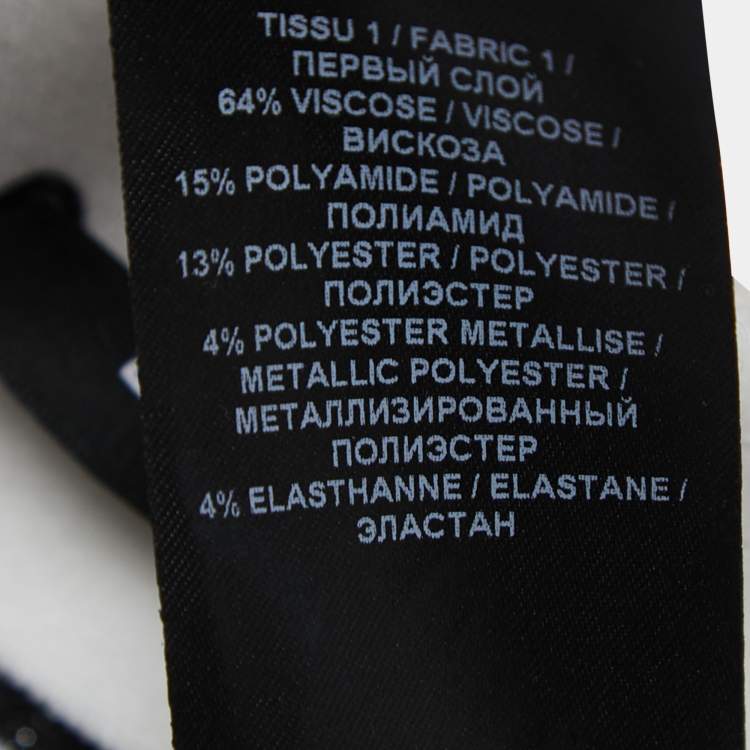 TISSU 1 / FABRIC 1 /
ПЕРВЫЙ СЛОЙ
64% VISCOSE / VISCOSE /
ВИСКОЗА
15% POLYAMIDE / POLYAMIDE /
ПОЛИАМИД
13% POLYESTER / POLYESTER /
ПОЛИЭСТЕР
4% POLYESTER METALLISE /
METALLIC POLYESTER /
МЕТАЛЛИЗИРОВАННЫЙ
ПОЛИЭСТЕР
4% ELASTHANNE / ELASTANE /
ЭЛАСТАН